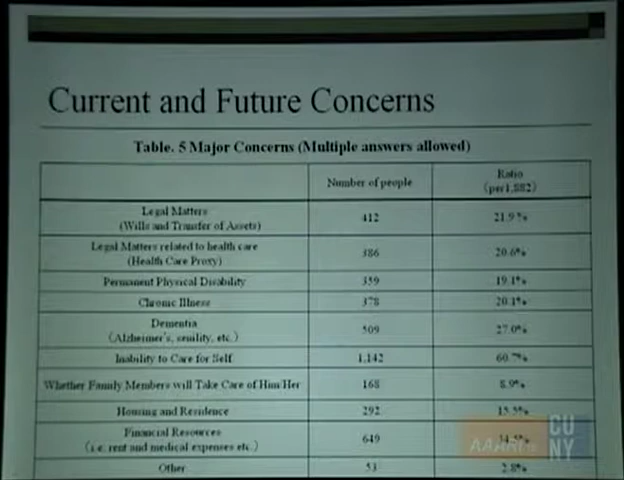 Current and Future Concerns
Table. 5 Major Concerns (Multiple answers allowed)
Number of people
Ratio
(per1,882)
Legal Matters
(Wills and Transfer of Assets)
412
21.9%
Legal Matters related to health care
(Health Care Proxy)
386
20.6%
Permanent Physical Disability
359
19.1%
Chronic Illness
378
20.1%
Dementia
(Alzheimer's, senility, etc.)
509
27.0%
Inability to Care for Self
1,142
60.7%
Whether Family Members will Take Care of Him/Her
168
8.9%
Housing and Residence
292
15.5%
Financial Resources
(i.e. rent and medical expenses etc.)
649
Other
53
2.8%
CU
NY